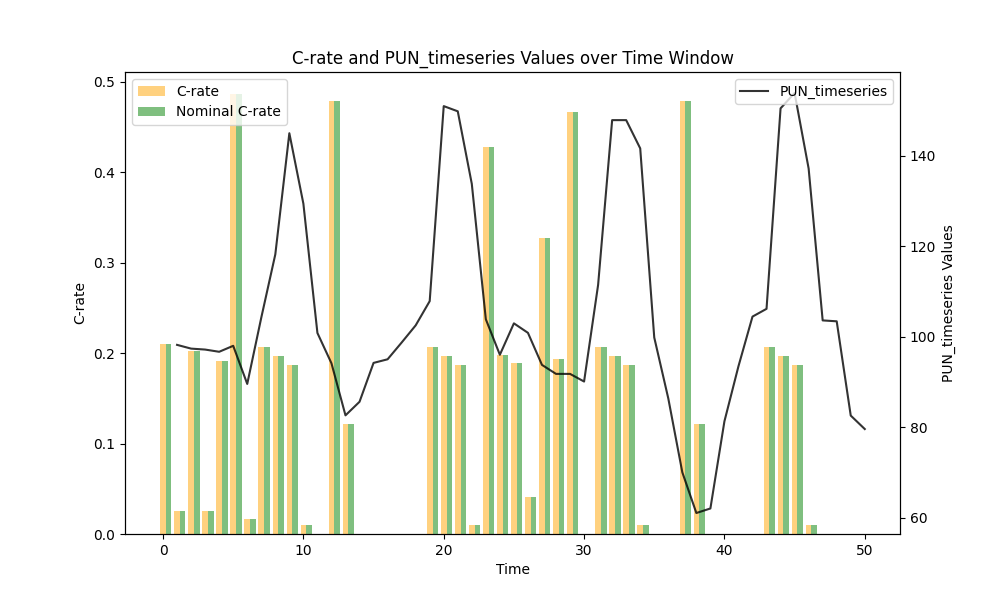 C-rate and PUN_timeseries Values over Time Window
C-rate
Nominal C-rate
PUN_timeseries
0.5
0.4
0.3
0.2
0.1
0.0
C-rate
140
120
100
80
60
PUN_timeseries Values
0 10 20 30 40 50
Time